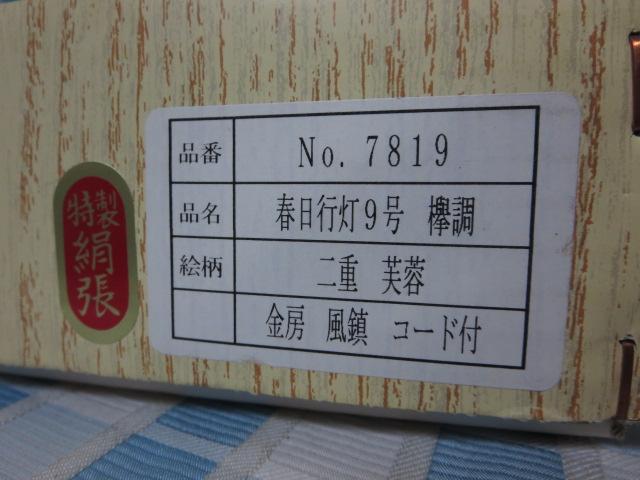 特製
絹張
品番 No. 7819
品名 春日行灯9号 欅調
絵柄 二重 芙蓉
金房 風鎮 コード付